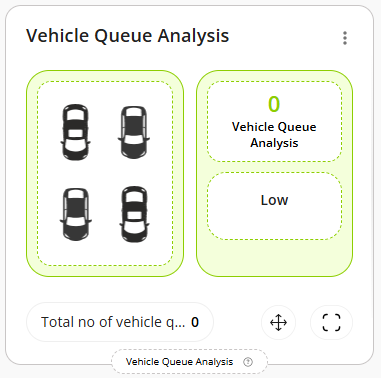 Vehicle Queue Analysis
0
Vehicle Queue
Analysis
Low
Total no of vehicle q... 0
Vehicle Queue Analysis ?